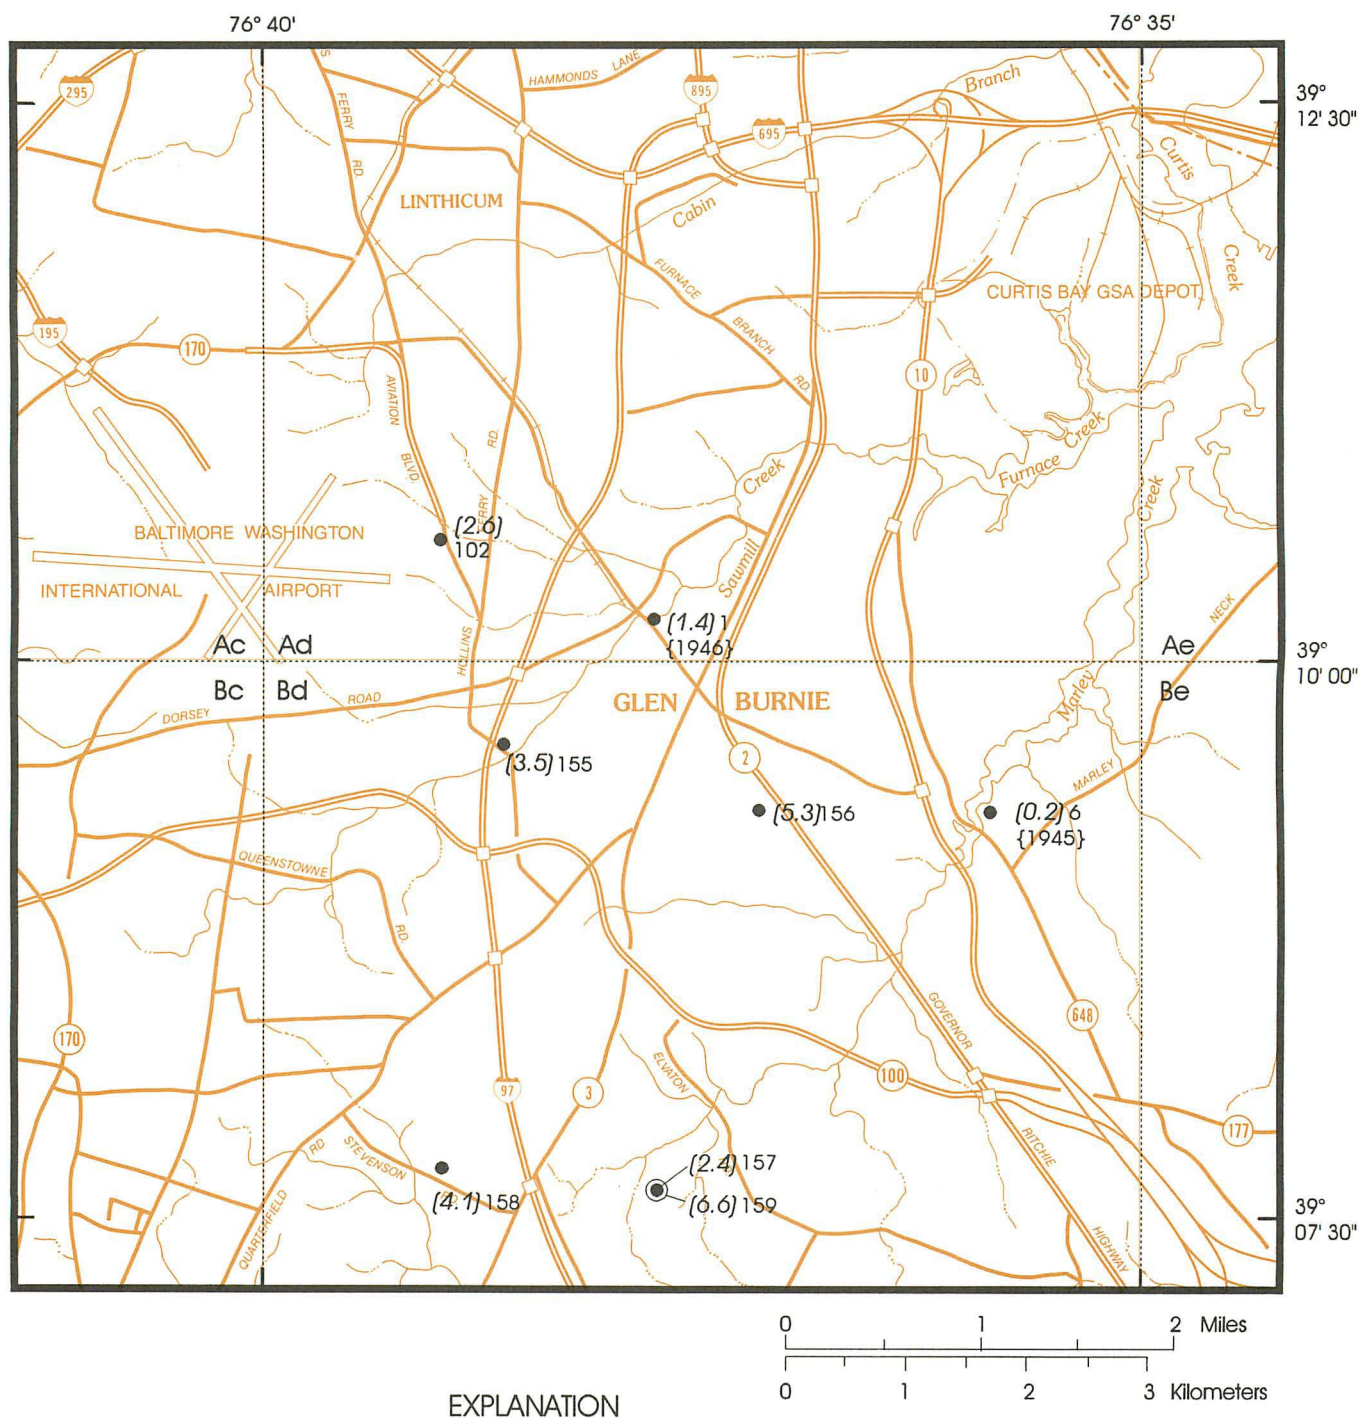 76° 40'
76° 35'
39°
12' 30"
295
S
FERRY
RD.
HAMMONDS LANE
895
695
Branch
Curtis
Creek
LINTHICUM
Cabin
FURNACE
BRANCH
RD.
CURTIS BAY GSA DEPOT
195
170
10
AVIATION
BLVD.
RD.
ERRY
HOLLINS
Creek
Sawmill
Furnace Creek
Creek
Marley
(2.6)
102
BALTIMORE WASHINGTON
INTERNATIONAL AIRPORT
(1.4) 1
{1946}
NECK
MARLEY
Ac Ad
Ae
39°
10' 00"
Bc Bd
Be
DORSEY ROAD
GLEN BURNIE
(3.5) 155
2
(5.3) 156
(0.2) 6
{1945}
QUEENSTOWNE
RD.
170
GOVERNOR
RITCHIE
HIGHWAY
648
ELVATON
100
97
3
177
STEVENSON
RD.
QUARTERFIELD
RD
(2.4) 157
(6.6) 159
(4.1) 158
39°
07' 30"
0 1 2 Miles
0 1 2 3 Kilometers
EXPLANATION